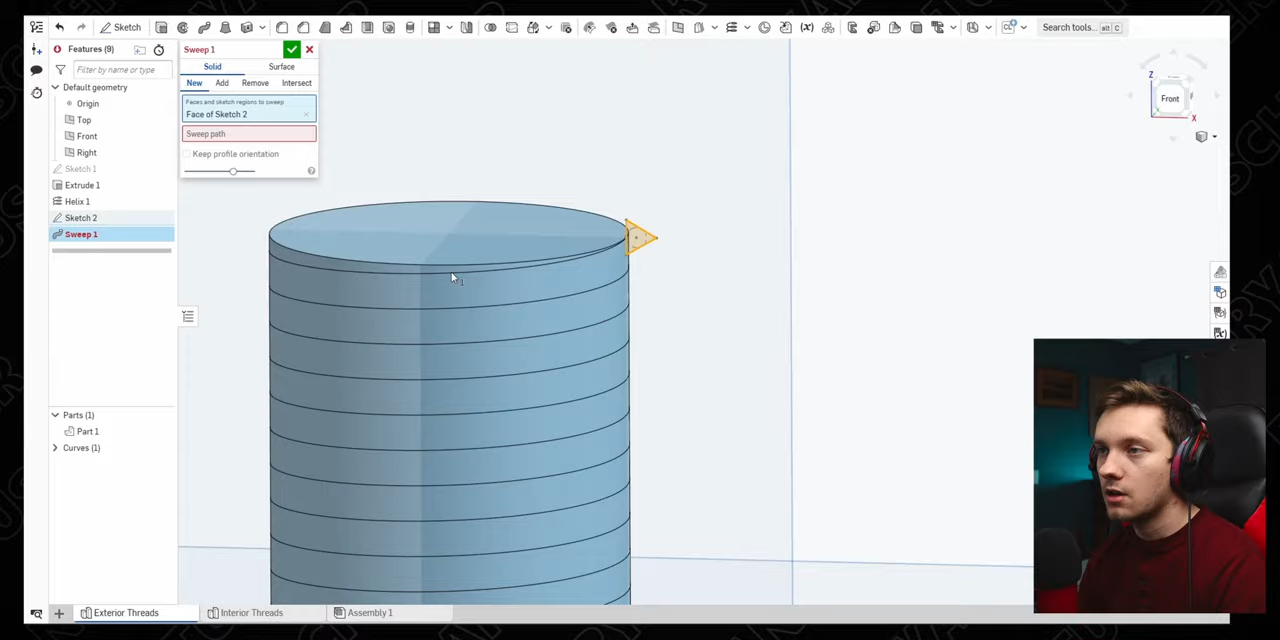 Sketch
Search tools... alt C
Features (9)
Filter by name or type
Default geometry
Origin
Top
Front
Right
Sketch 1
Extrude 1
Helix 1
Sketch 2
Sweep 1
Parts (1)
Part 1
Curves (1)
Sweep 1
Solid Surface
New Add Remove Intersect
Faces and sketch regions to sweep
Face of Sketch 2
Sweep path
Keep profile orientation
Z
Front
X
1
Exterior Threads Interior Threads Assembly 1